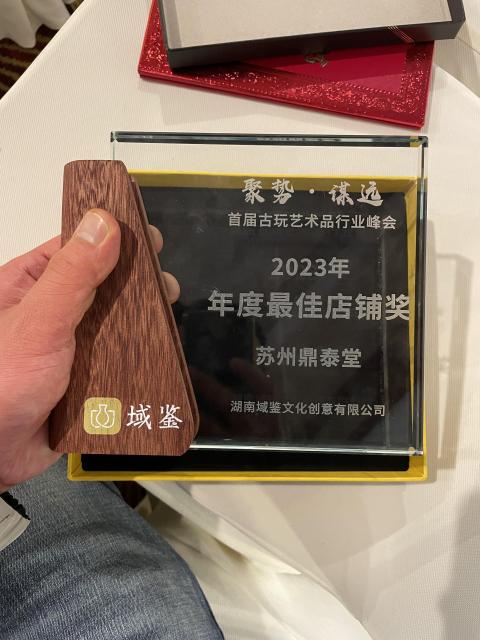 聚势·谋远
首届古玩艺术品行业峰会
2023年
年度最佳店铺奖
苏州鼎泰堂
湖南域鉴文化创意有限公司
域鉴